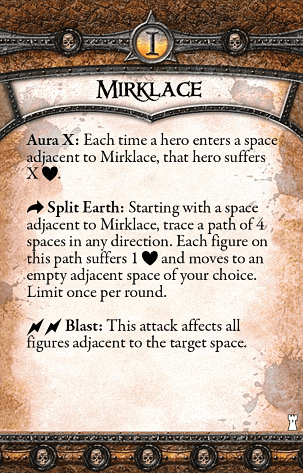 I
MIRKLACE
Aura X: Each time a hero enters a space
adjacent to Mirklace, that hero suffers
X ♥.
Split Earth: Starting with a space
adjacent to Mirklace, trace a path of 4
spaces in any direction. Each figure on
this path suffers 1 ♥ and moves to an
empty adjacent space of your choice.
Limit once per round.
Blast: This attack affects all
figures adjacent to the target space.